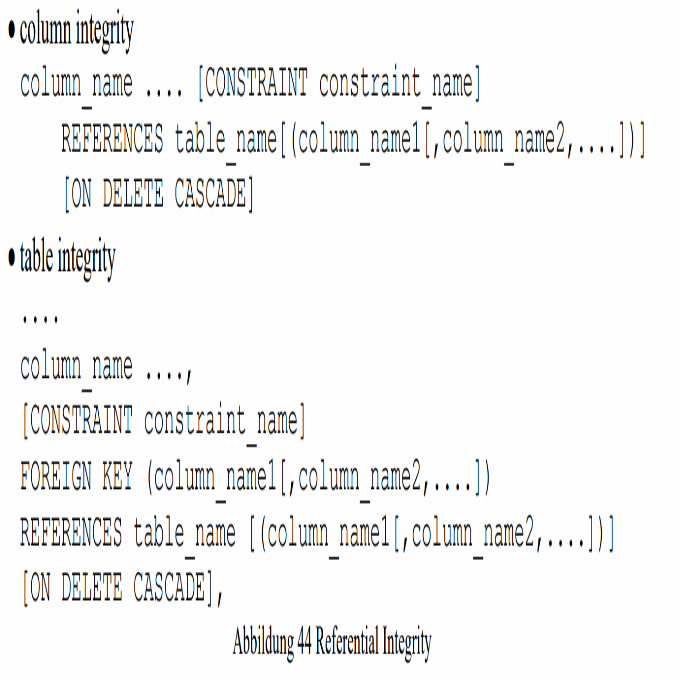 • column integrity
column_name .... [CONSTRAINT constraint_name]
REFERENCES table_name[(column_name1[,column_name2,....])]
[ON DELETE CASCADE]
• table integrity
....
column_name ....,
[CONSTRAINT constraint_name]
FOREIGN KEY (column_name1[,column_name2,....])
REFERENCES table_name [(column_name1[,column_name2,....])]
[ON DELETE CASCADE],
Abbildung 44 Referential Integrity